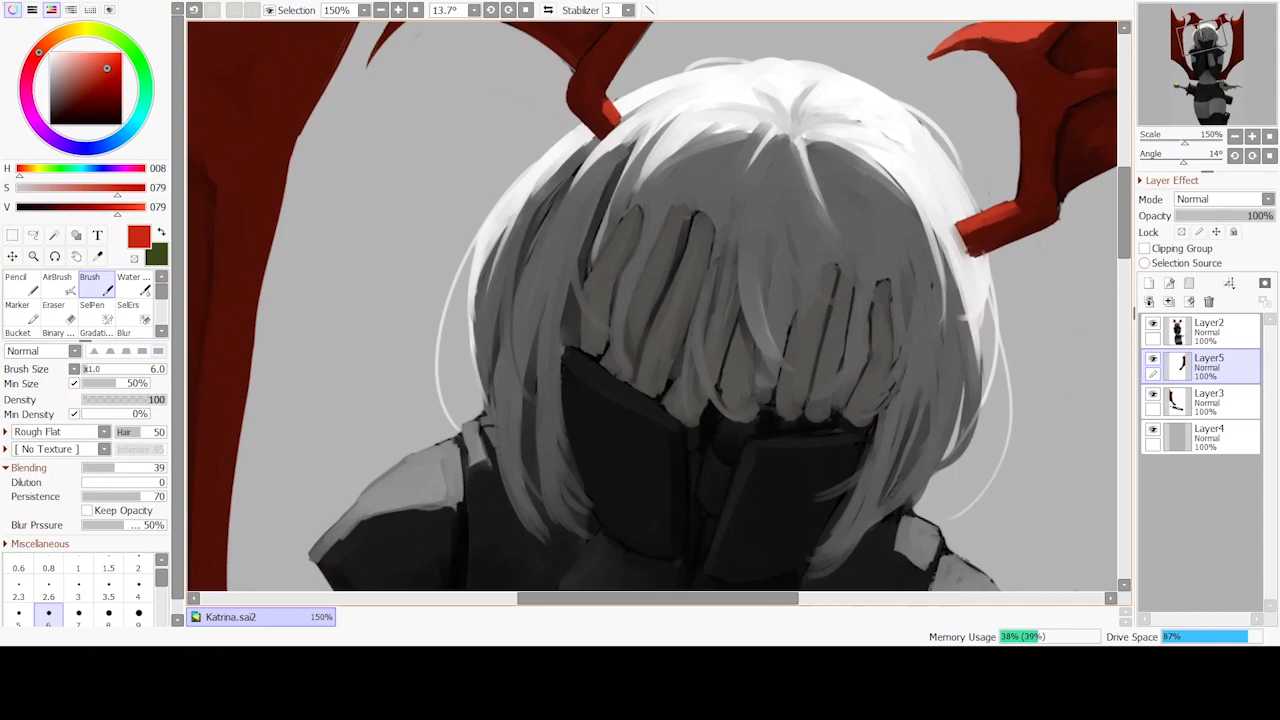 Selection 150% 13.7° Stabilizer 3
H 008
S 079
V 079
T
Pencil AirBrush Brush Water ...
Marker Eraser SelPen SelErs
Bucket Binary ... Gradati... Blur
Normal
Brush Size x1.0 6.0
Min Size 50%
Density 100
Min Density 0%
Rough Flat Hair 50
[ No Texture ] Intensity 95
Blending 39
Dilution 0
Persistence 70
Keep Opacity
Blur Prssure ... 50%
Miscellaneous
0.6 0.8 1 1.5 2
2.3 2.6 3 3.5 4
5 6 7 8 9
Katrina.sai2 150%
Scale 150%
Angle 14°
Layer Effect
Mode Normal
Opacity 100%
Lock
Clipping Group
Selection Source
Layer2
Normal
100%
Layer5
Normal
100%
Layer3
Normal
100%
Layer4
Normal
100%
Memory Usage 38% (39%) Drive Space 87%